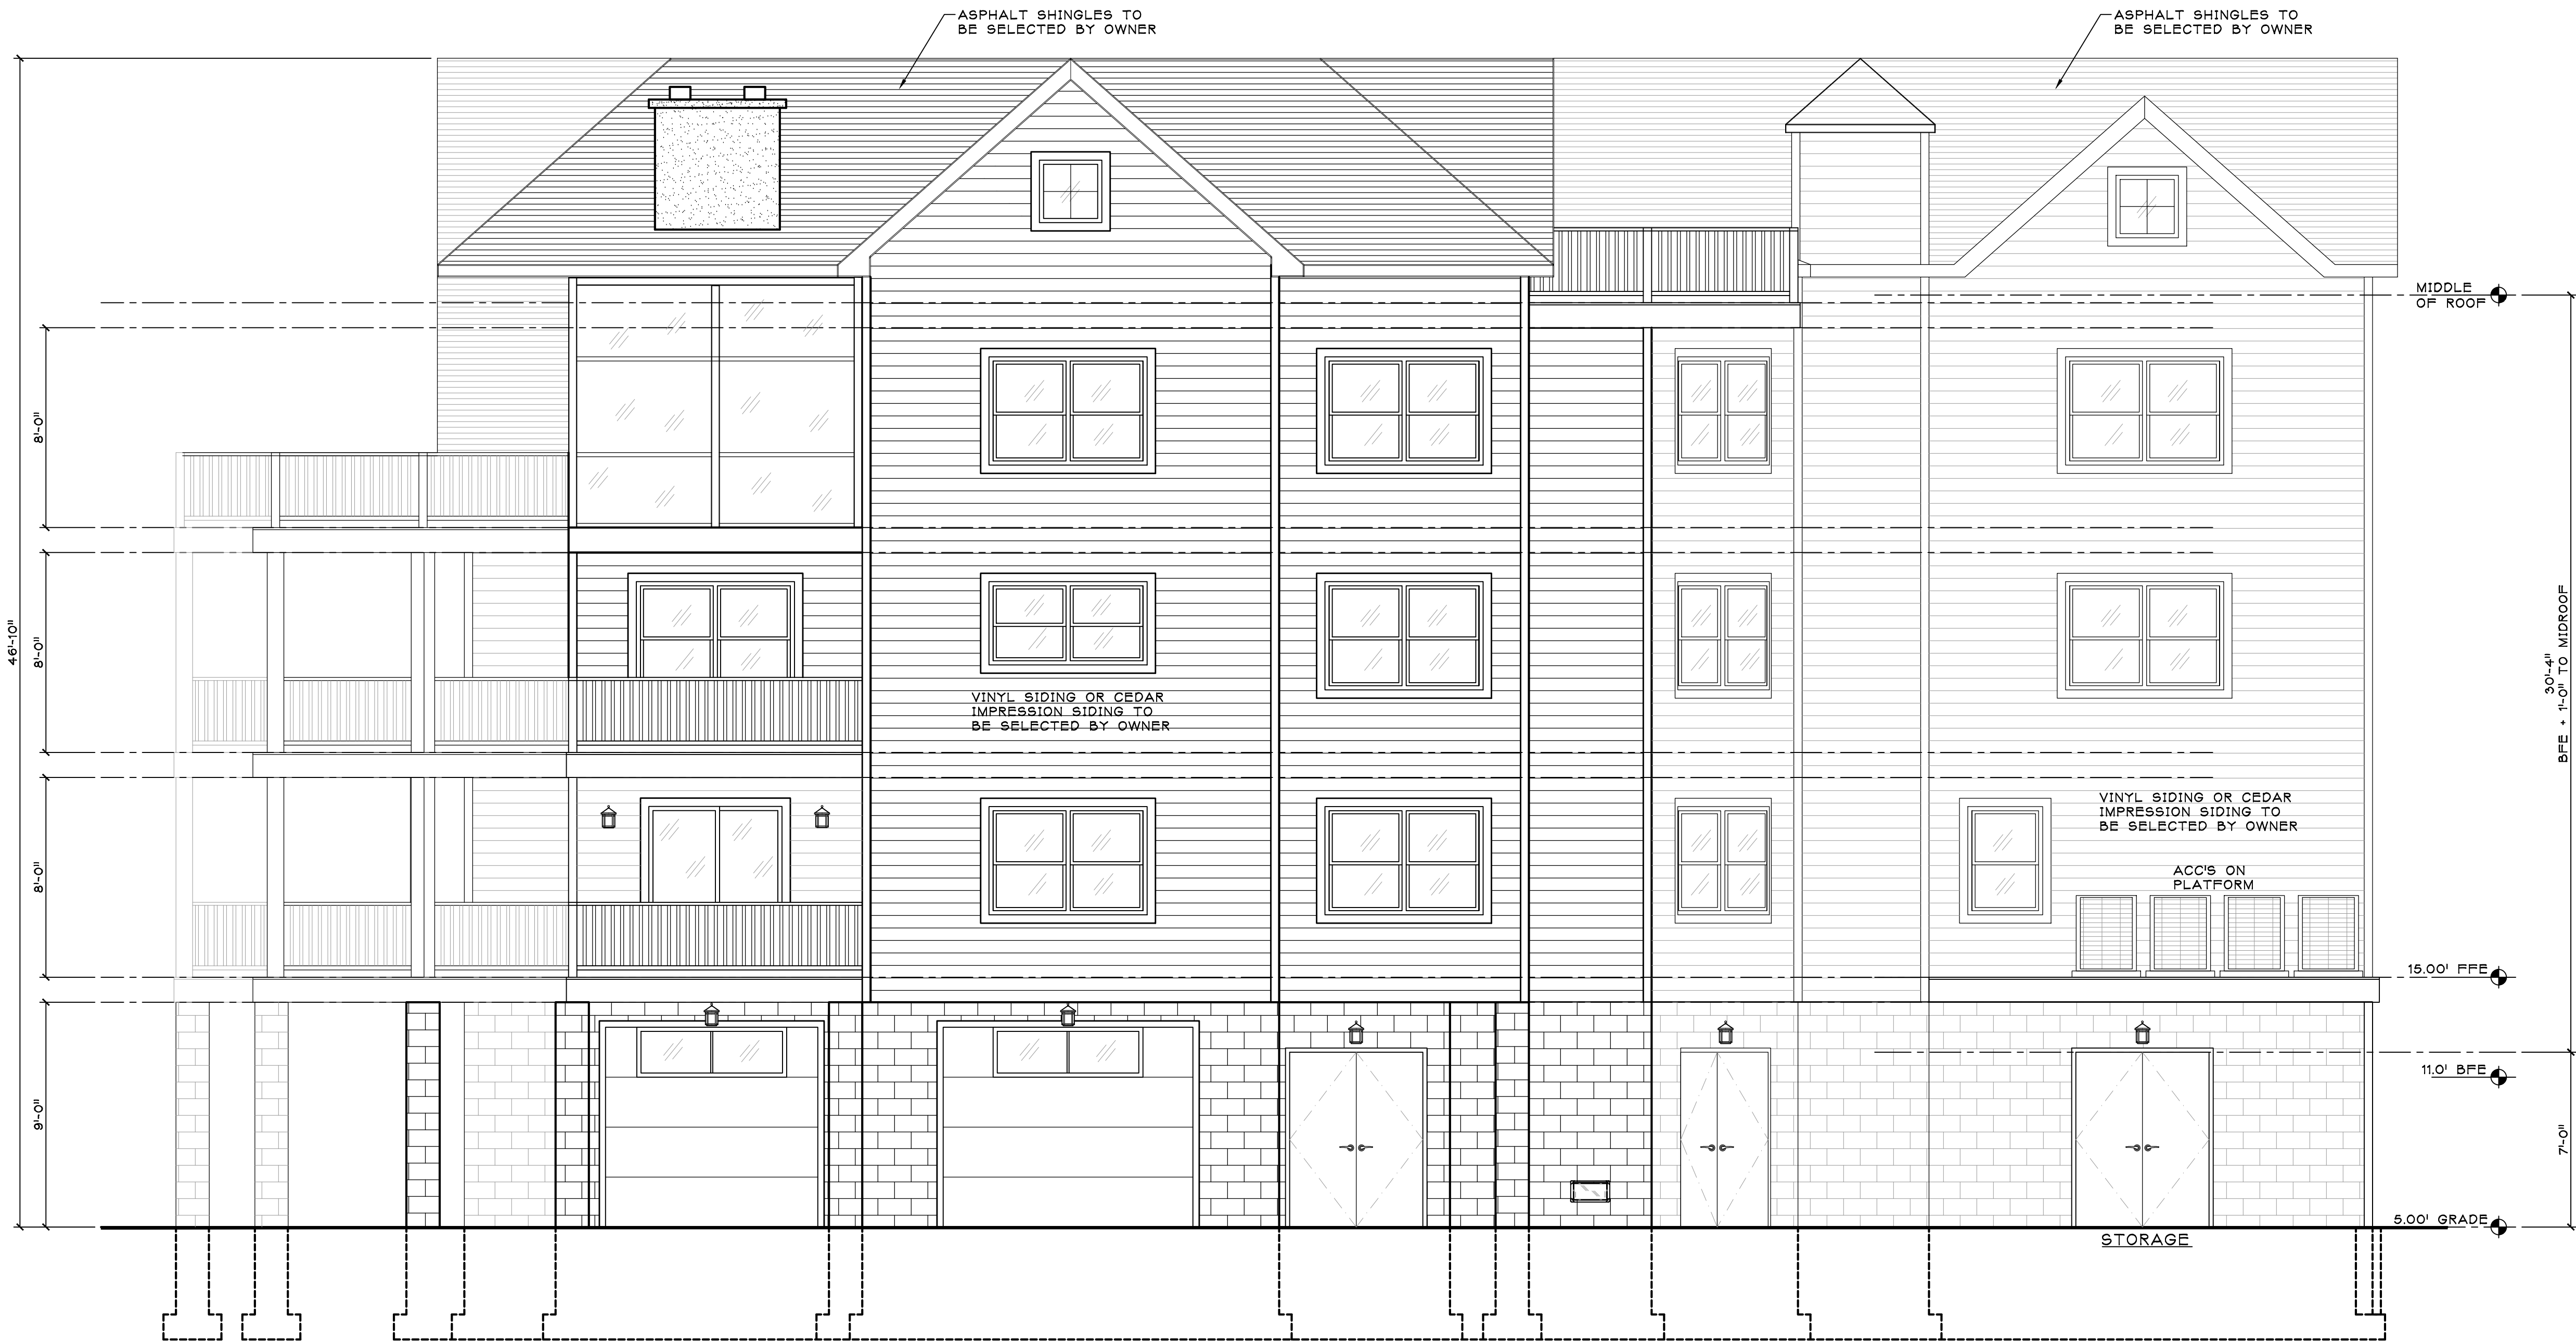 ASPHALT SHINGLES TO
BE SELECTED BY OWNER
ASPHALT SHINGLES TO
BE SELECTED BY OWNER
MIDDLE
OF ROOF
8'-0"
46'-10"
8'-0"
30'-4"
BFE + 1'-0" TO MIDROOF
VINYL SIDING OR CEDAR
IMPRESSION SIDING TO
BE SELECTED BY OWNER
VINYL SIDING OR CEDAR
IMPRESSION SIDING TO
BE SELECTED BY OWNER
8'-0"
ACC'S ON
PLATFORM
15.00' FFE
11.0' BFE
9'-0"
7'-0"
5.00' GRADE
STORAGE